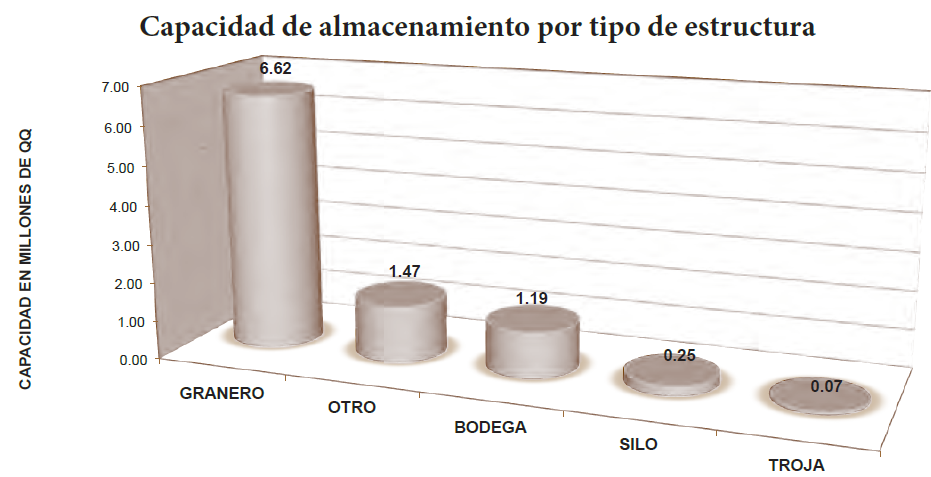 Capacidad de almacenamiento por tipo de estructura
CAPACIDAD EN MILLONES DE QQ
7.00
6.00
5.00
4.00
3.00
2.00
1.00
0.00
6.62
1.47
1.19
0.25
0.07
GRANERO
OTRO
BODEGA
SILO
TROJA